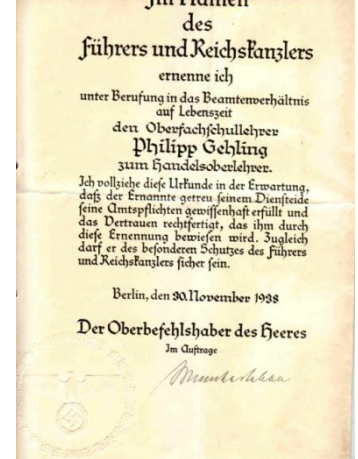 Im Namen
des
Führers und Reichskanzlers
ernenne ich
unter Berufung in das Beamtenverhältnis
auf Lebenszeit
den Oberfachschullehrer
Philipp Gehling
zum Handelsoberlehrer.
Ich vollziehe diese Urkunde in der Erwartung,
daß der Ernannte getreu seinem Diensteide
seine Amtspflichten gewissenhaft erfüllt und
das Vertrauen rechtfertigt, das ihm durch
diese Ernennung bewiesen wird. Zugleich
darf er des besonderen Schutzes des Führers
und Reichskanzlers sicher sein.
Berlin, den 30. November 1938
Der Oberbefehlshaber des Heeres
Im Auftrage